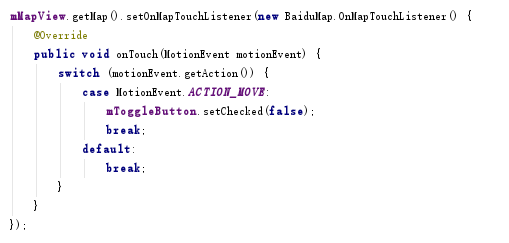 mMapView.getMap().setOnMapTouchListener(new BaiduMap.OnMapTouchListener() {
    @Override
    public void onTouch(MotionEvent motionEvent) {
        switch (motionEvent.getAction()) {
            case MotionEvent.ACTION_MOVE:
                mToggleButton.setChecked(false);
                break;
            default:
                break;
        }
    }
});